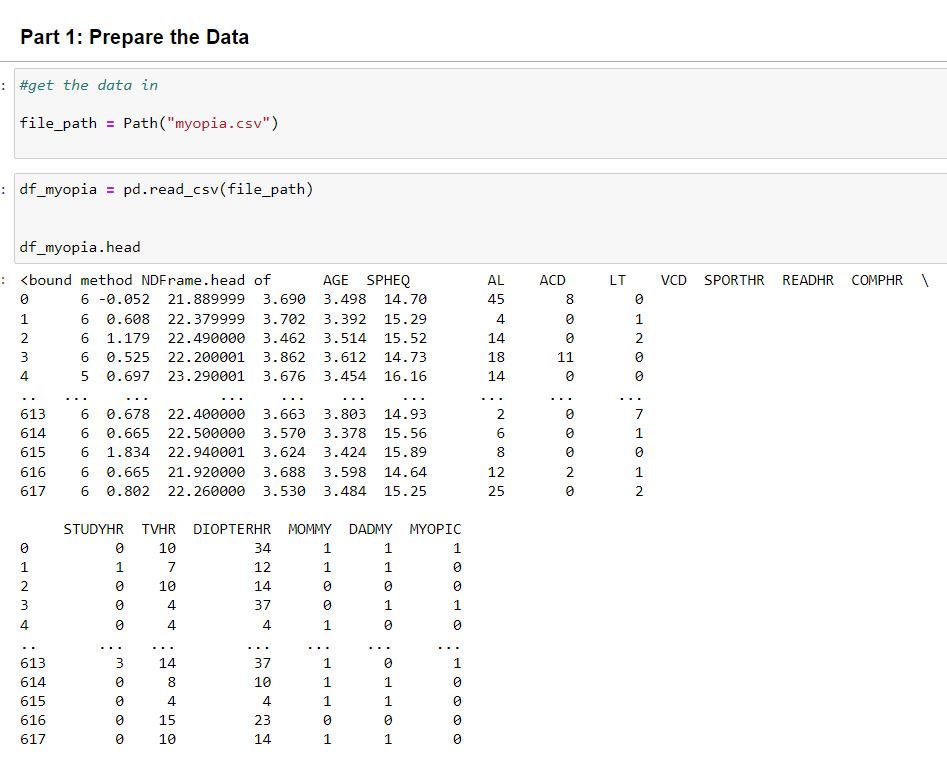 Part 1: Prepare the Data
: #get the data in
file_path = Path("myopia.csv")
: df_myopia = pd.read_csv(file_path)
df_myopia.head
: <bound method NDFrame.head of      AGE  SPHEQ         AL    ACD     LT    VCD  SPORTHR  READHR  COMPHR  \
0      6 -0.052  21.889999  3.690  3.498  14.70       45       8       0
1      6  0.608  22.379999  3.702  3.392  15.29        4       0       1
2      6  1.179  22.490000  3.462  3.514  15.52       14       0       2
3      6  0.525  22.200001  3.862  3.612  14.73       18      11       0
4      5  0.697  23.290001  3.676  3.454  16.16       14       0       0
..   ...    ...        ...    ...    ...    ...      ...     ...     ...
613    6  0.678  22.400000  3.663  3.803  14.93        2       0       7
614    6  0.665  22.500000  3.570  3.378  15.56        6       0       1
615    6  1.834  22.940001  3.624  3.424  15.89        8       0       0
616    6  0.665  21.920000  3.688  3.598  14.64       12       2       1
617    6  0.802  22.260000  3.530  3.484  15.25       25       0       2
STUDYHR  TVHR  DIOPTERHR  MOMMY  DADMY  MYOPIC
0          0    10         34      1      1       1
1          1     7         12      1      1       0
2          0    10         14      0      0       0
3          0     4         37      0      1       1
4          0     4          4      1      0       0
..       ...   ...        ...    ...    ...     ...
613        3    14         37      1      0       1
614        0     8         10      1      1       0
615        0     4          4      1      1       0
616        0    15         23      0      0       0
617        0    10         14      1      1       0